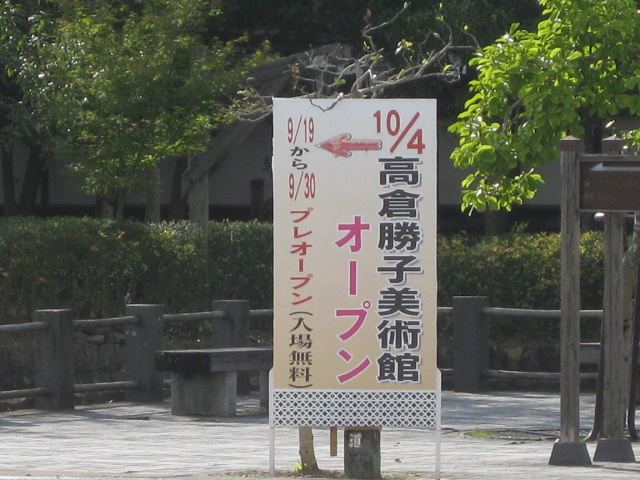 10/4
高倉勝子美術館
オープン
9/19
から
9/30
プレオープン(入場無料)